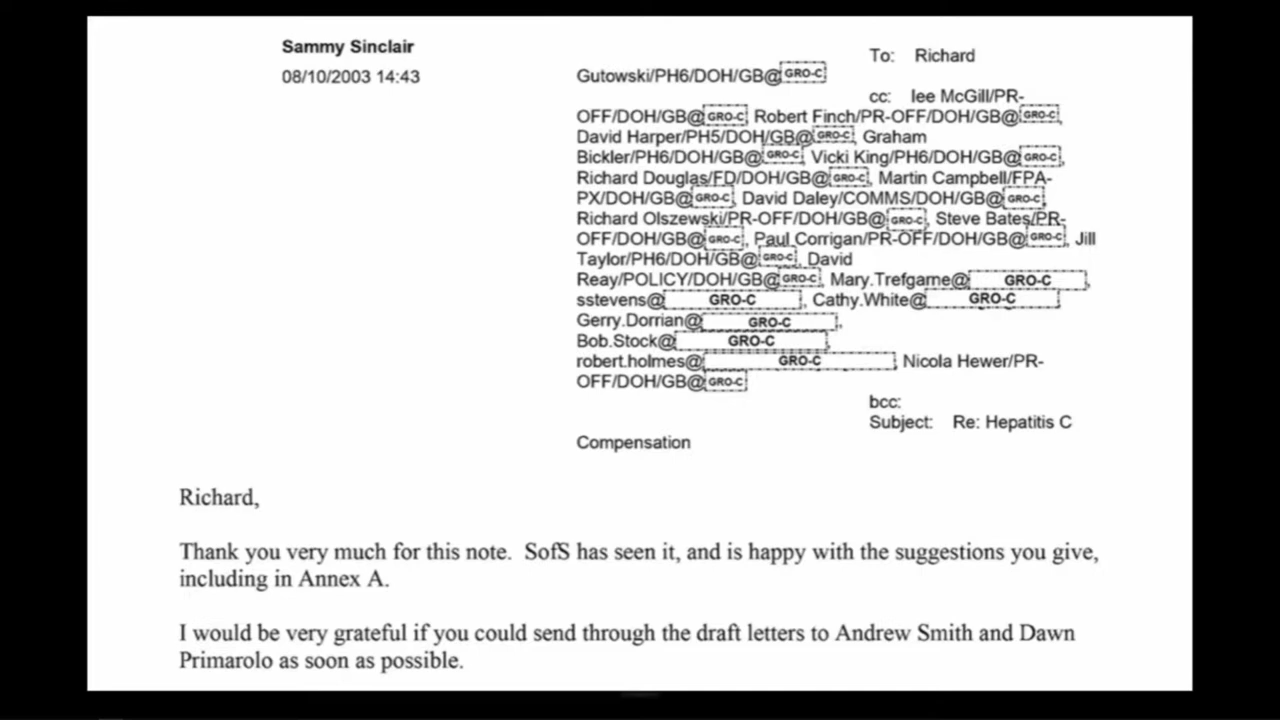 Sammy Sinclair
08/10/2003 14:43
To: Richard
Gutowski/PH6/DOH/GB@GRO-C
cc: lee McGill/PR-
OFF/DOH/GB@GRO-C, Robert Finch/PR-OFF/DOH/GB@GRO-C,
David Harper/PH5/DOH/GB@GRO-C, Graham
Bickler/PH6/DOH/GB@GRO-C, Vicki King/PH6/DOH/GB@GRO-C,
Richard Douglas/FD/DOH/GB@GRO-C, Martin Campbell/FPA-
PX/DOH/GB@GRO-C, David Daley/COMMS/DOH/GB@GRO-C,
Richard Olszewski/PR-OFF/DOH/GB@GRO-C, Steve Bates/PR-
OFF/DOH/GB@GRO-C, Paul Corrigan/PR-OFF/DOH/GB@GRO-C, Jill
Taylor/PH6/DOH/GB@GRO-C, David
Reay/POLICY/DOH/GB@GRO-C, Mary.Trefgarne@GRO-C,
sstevens@GRO-C, Cathy.White@GRO-C
Gerry.Dorrian@GRO-C,
Bob.Stock@GRO-C,
robert.holmes@GRO-C, Nicola Hewer/PR-
OFF/DOH/GB@GRO-C
bcc:
Subject: Re: Hepatitis C
Compensation
Richard,
Thank you very much for this note. SofS has seen it, and is happy with the suggestions you give,
including in Annex A.
I would be very grateful if you could send through the draft letters to Andrew Smith and Dawn
Primarolo as soon as possible.